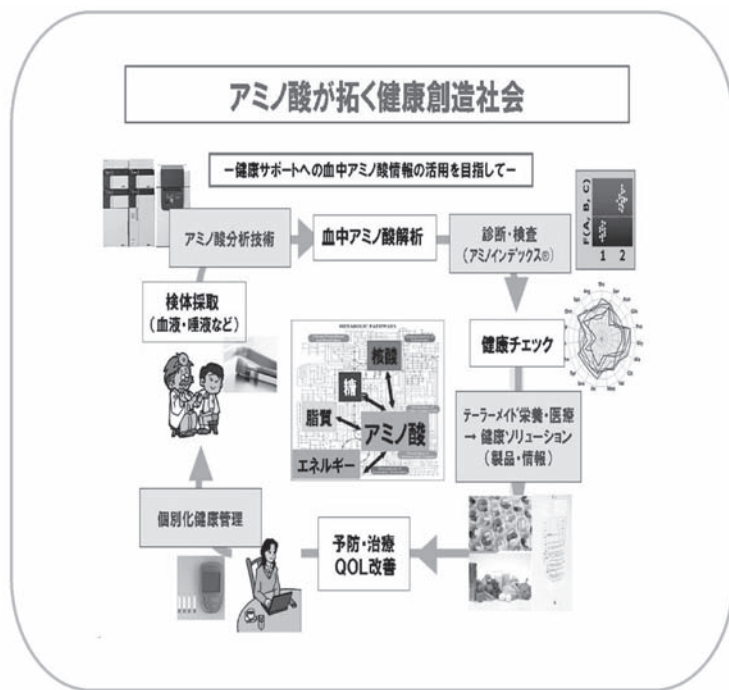 アミノ酸が拓く健康創造社会
－健康サポートへの血中アミノ酸情報の活用を目指して－
アミノ酸分析技術
血中アミノ酸解析
診断・検査
(アミノインデックス®)
F(A, B, C)
1 2
検体採取
(血液・唾液など)
健康チェック
METABOLIC PATHWAYS
核酸
糖
脂質
アミノ酸
エネルギー
テーラーメイド栄養・医療
→ 健康ソリューション
(製品・情報)
個別化健康管理
予防・治療
QOL改善